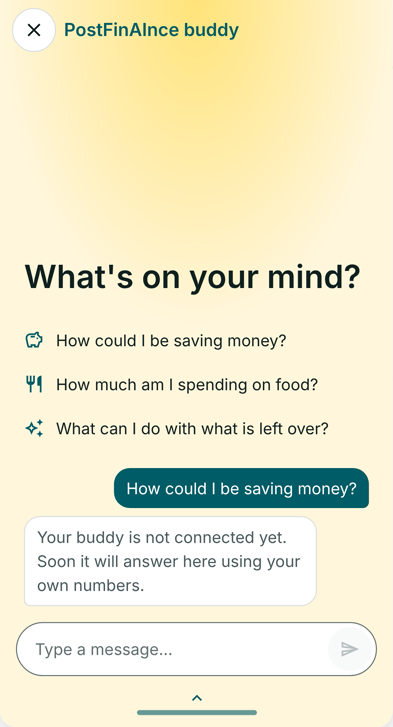 PostFinAInce buddy
What's on your mind?
How could I be saving money?
How much am I spending on food?
What can I do with what is left over?
How could I be saving money?
Your buddy is not connected yet.
Soon it will answer here using your
own numbers.
Type a message...